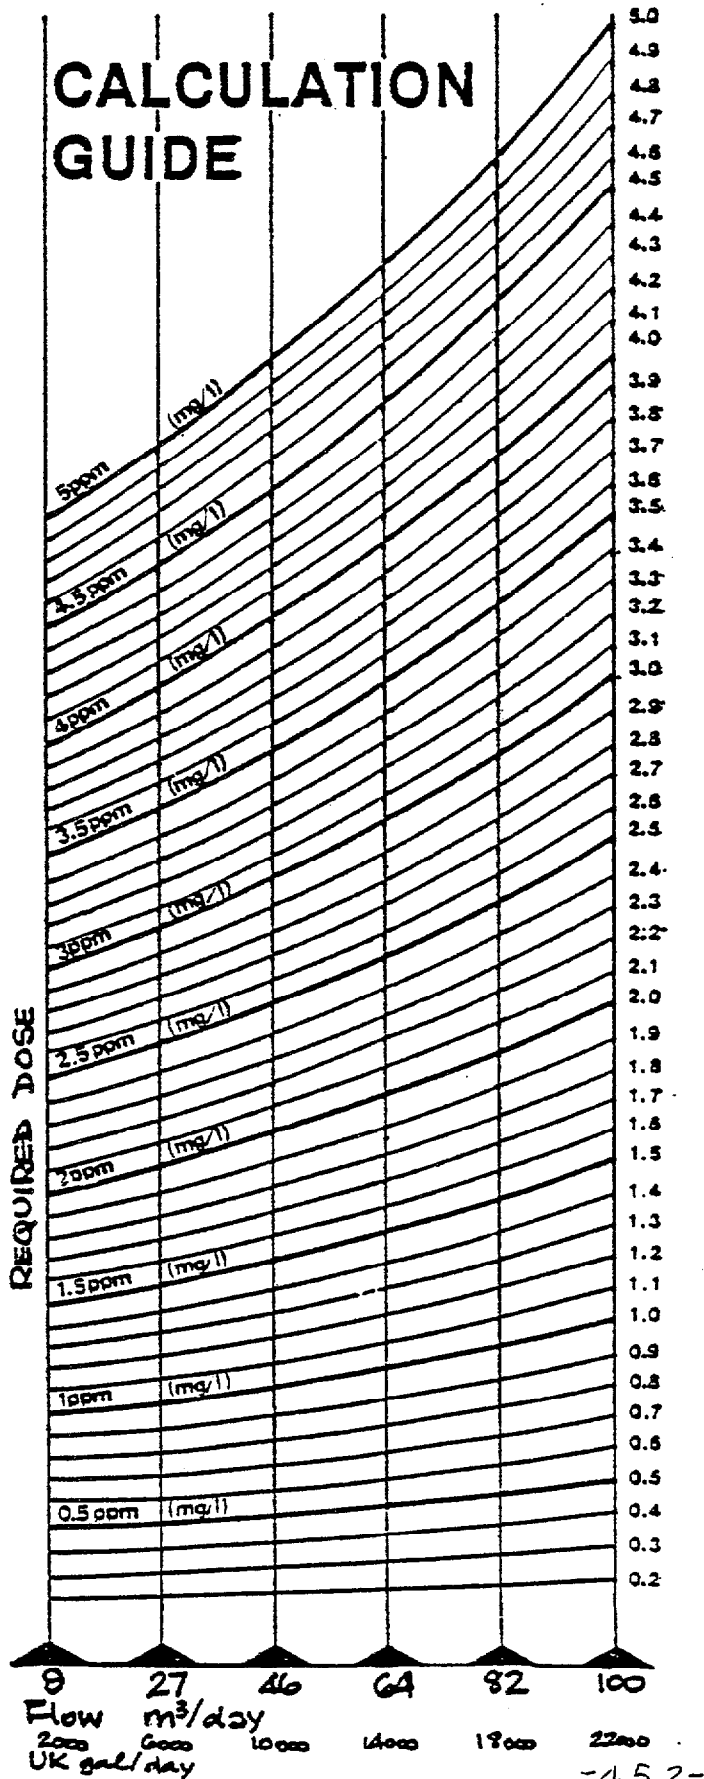 CALCULATION
GUIDE
5.0
4.9
4.8
4.7
4.6
4.5
4.4
4.3
4.2
4.1
4.0
3.9
3.8
3.7
3.6
3.5
3.4
3.3
3.2
3.1
3.0
2.9
2.8
2.7
2.6
2.5
2.4
2.3
2.2
2.1
2.0
1.9
1.8
1.7
1.6
1.5
1.4
1.3
1.2
1.1
1.0
0.9
0.8
0.7
0.6
0.5
0.4
0.3
0.2
5ppm (mg/l)
4.5ppm (mg/l)
4ppm (mg/l)
3.5ppm (mg/l)
3ppm (mg/l)
2.5ppm (mg/l)
2ppm (mg/l)
1.5ppm (mg/l)
1ppm (mg/l)
0.5ppm (mg/l)
REQUIRED DOSE
9 27 46 64 82 100
Flow m³/day
2000 6000 10000 14000 18000 22000
UK gal/day